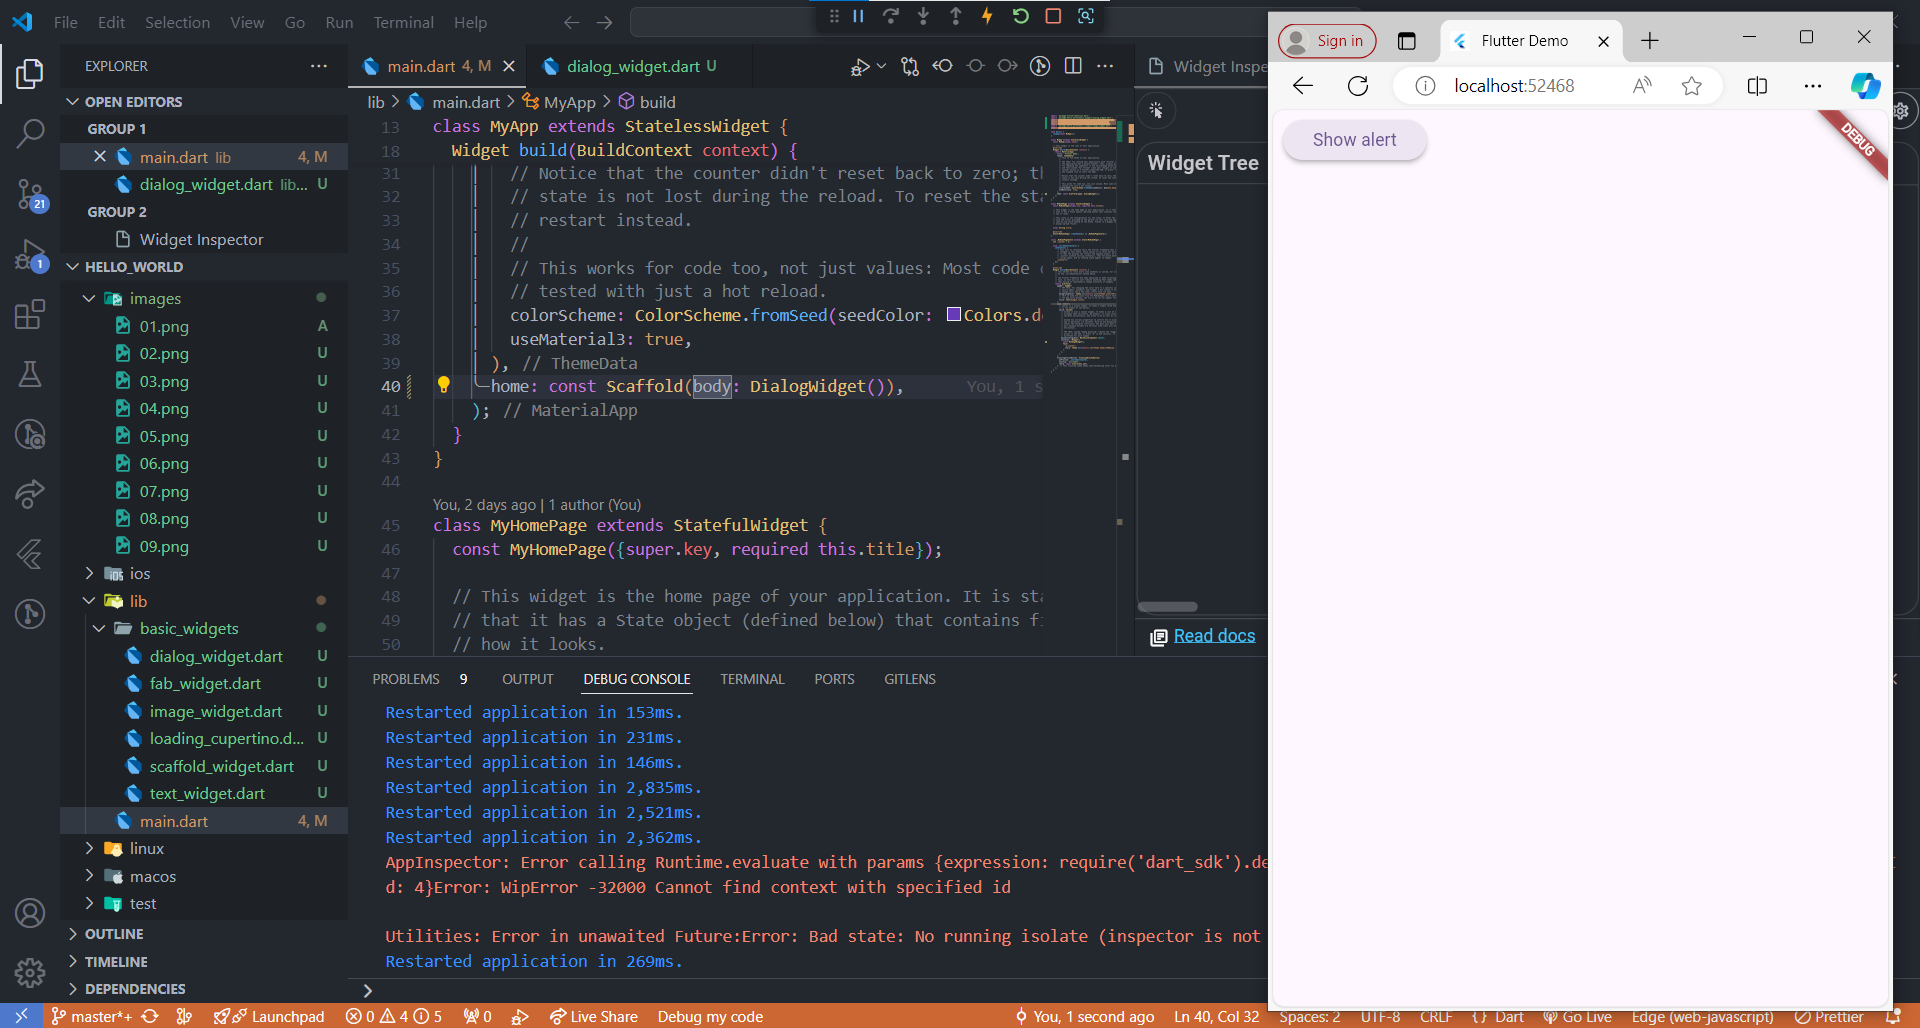 File Edit Selection View Go Run Terminal Help
EXPLORER
OPEN EDITORS
GROUP 1
main.dart lib 4, M
dialog_widget.dart lib... U
GROUP 2
Widget Inspector
HELLO_WORLD
images
01.png A
02.png U
03.png U
04.png U
05.png U
06.png U
07.png U
08.png U
09.png U
ios
lib
basic_widgets
dialog_widget.dart U
fab_widget.dart U
image_widget.dart U
loading_cupertino.d... U
scaffold_widget.dart U
text_widget.dart U
main.dart 4, M
linux
macos
test
OUTLINE
TIMELINE
DEPENDENCIES
21
1
main.dart 4, M
dialog_widget.dart U
lib > main.dart > MyApp > build
13 class MyApp extends StatelessWidget {
18 Widget build(BuildContext context) {
31 // Notice that the counter didn't reset back to zero; th
32 // state is not lost during the reload. To reset the sta
33 // restart instead.
34 //
35 // This works for code too, not just values: Most code c
36 // tested with just a hot reload.
37 colorScheme: ColorScheme.fromSeed(seedColor: Colors.de
38 useMaterial3: true,
39 ), // ThemeData
40 home: const Scaffold(body: DialogWidget()), You, 1 s
41 ); // MaterialApp
42 }
43 }
44
You, 2 days ago | 1 author (You)
45 class MyHomePage extends StatefulWidget {
46 const MyHomePage({super.key, required this.title});
47
48 // This widget is the home page of your application. It is sta
49 // that it has a State object (defined below) that contains fi
50 // how it looks.
Widget Inspe
Widget Tree
Read docs
PROBLEMS 9 OUTPUT DEBUG CONSOLE TERMINAL PORTS GITLENS
Restarted application in 153ms.
Restarted application in 231ms.
Restarted application in 146ms.
Restarted application in 2,835ms.
Restarted application in 2,521ms.
Restarted application in 2,362ms.
AppInspector: Error calling Runtime.evaluate with params {expression: require('dart_sdk').de
d: 4}Error: WipError -32000 Cannot find context with specified id
Utilities: Error in unawaited Future:Error: Bad state: No running isolate (inspector is not
Restarted application in 269ms.
>
Sign in
Flutter Demo
localhost:52468
Show alert
DEBUG
master*+ Launchpad 0 4 5 0 Live Share Debug my code You, 1 second ago Ln 40, Col 32 Spaces: 2 UTF-8 CRLF {} Dart Go Live Edge (web-javascript) Prettier